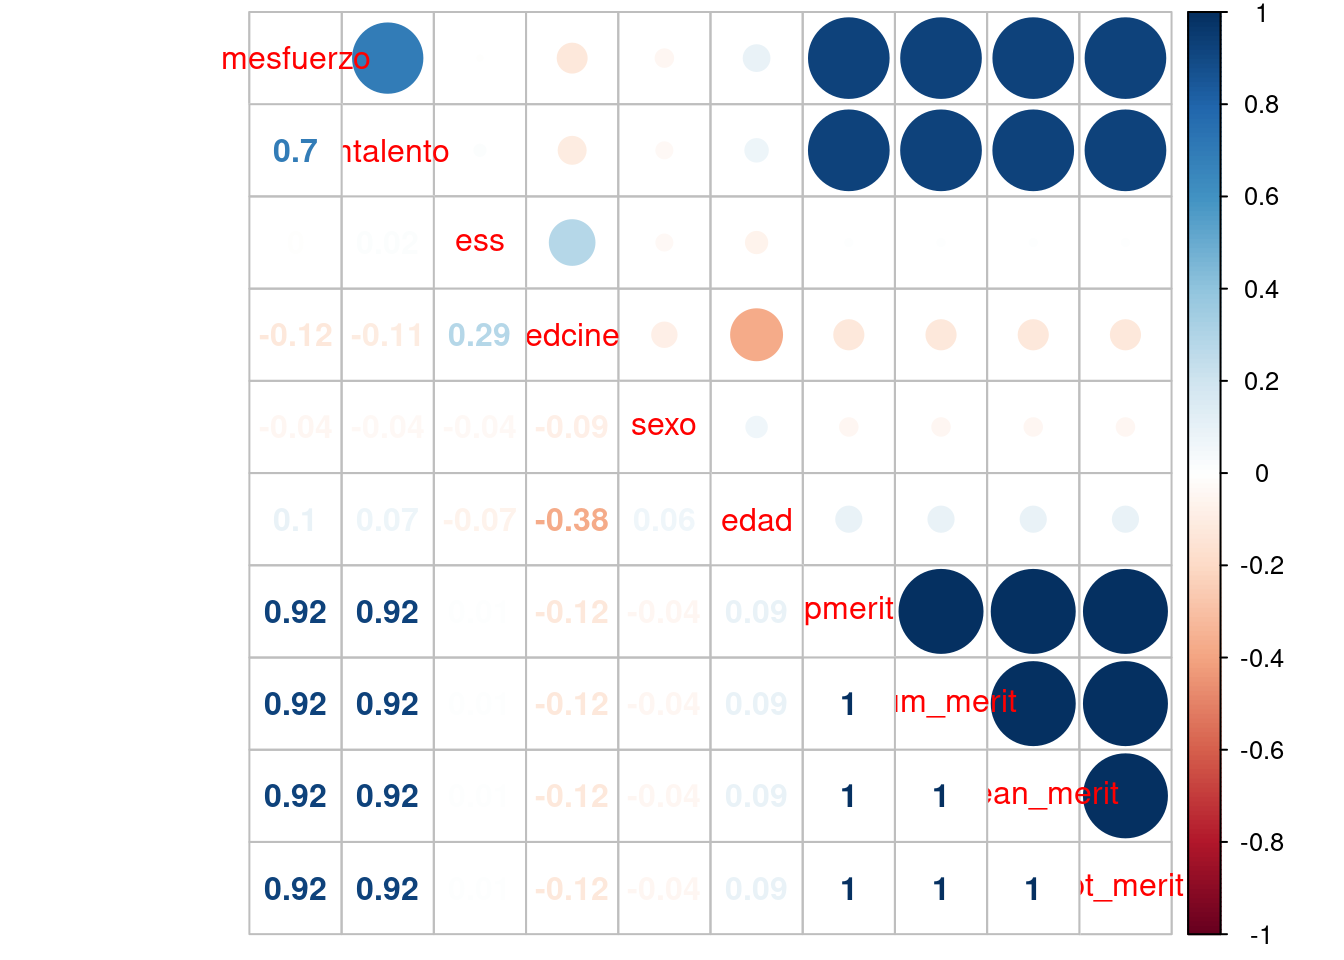 mesfuerzo
0.7 ntalento
0.02 ess
-0.12 -0.11 0.29 edcine
-0.04 -0.04 -0.04 -0.09 sexo
0.1 0.07 -0.07 -0.38 0.06 edad
0.92 0.92 -0.12 -0.04 0.09 pmerit
0.92 0.92 -0.12 -0.04 0.09 1 um_merit
0.92 0.92 -0.12 -0.04 0.09 1 1 ean_merit
0.92 0.92 -0.12 -0.04 0.09 1 1 1 ot_merit
1
0.8
0.6
0.4
0.2
0
-0.2
-0.4
-0.6
-0.8
-1